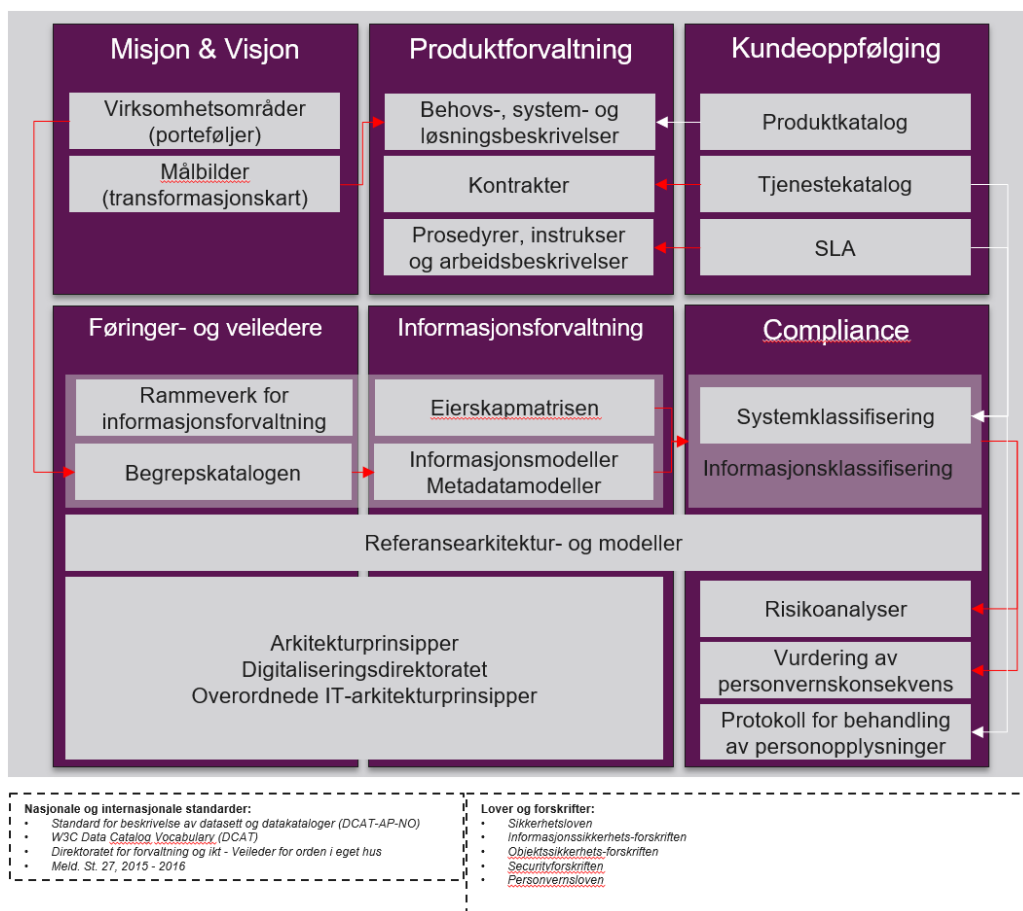 Misjon & Visjon
Virksomhetsområder
(porteføljer)
Målbilder
(transformasjonskart)
Produktforvaltning
Behovs-, system- og
løsningsbeskrivelser
Kontrakter
Prosedyrer, instrukser
og arbeidsbeskrivelser
Kundeoppfølging
Produktkatalog
Tjenestekatalog
SLA
Føringer- og veiledere
Rammeverk for
informasjonsforvaltning
Begrepskatalogen
Informasjonsforvaltning
Eierskapmatrisen
Informasjonsmodeller
Metadatamodeller
Compliance
Systemklassifisering
Informasjonsklassifisering
Referansearkitektur- og modeller
Arkitekturprinsipper
Digitaliseringsdirektoratet
Overordnede IT-arkitekturprinsipper
Risikoanalyser
Vurdering av
personvernskonsekvens
Protokoll for behandling
av personopplysninger
Nasjonale og internasjonale standarder:
• Standard for beskrivelse av datasett og datakataloger (DCAT-AP-NO)
• W3C Data Catalog Vocabulary (DCAT)
• Direktoratet for forvaltning og ikt - Veileder for orden i eget hus
• Meld. St. 27, 2015 - 2016
Lover og forskrifter:
• Sikkerhetsloven
• Informasjonssikkerhets-forskriften
• Objektssikkerhets-forskriften
• Securityforskriften
• Personvernsloven